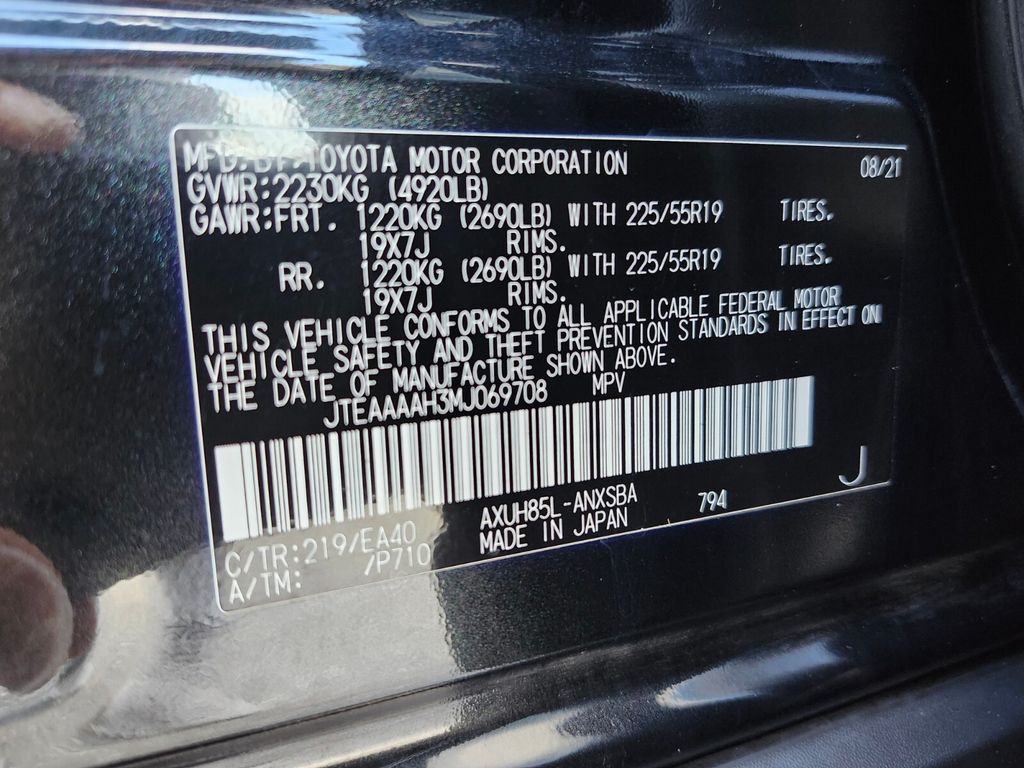 MFD.BY:TOYOTA MOTOR CORPORATION 08/21
GVWR:2230KG (4920LB)
GAWR:FRT. 1220KG (2690LB) WITH 225/55R19 TIRES.
19X7J RIMS.
RR. 1220KG (2690LB) WITH 225/55R19 TIRES.
19X7J RIMS.
THIS VEHICLE CONFORMS TO ALL APPLICABLE FEDERAL MOTOR
VEHICLE SAFETY AND THEFT PREVENTION STANDARDS IN EFFECT ON
THE DATE OF MANUFACTURE SHOWN ABOVE.
JTEAAAAH3MJ069708 MPV
C/TR:219/EA40 AXUH85L-ANXSBA 794 J
A/TM: /P710 MADE IN JAPAN